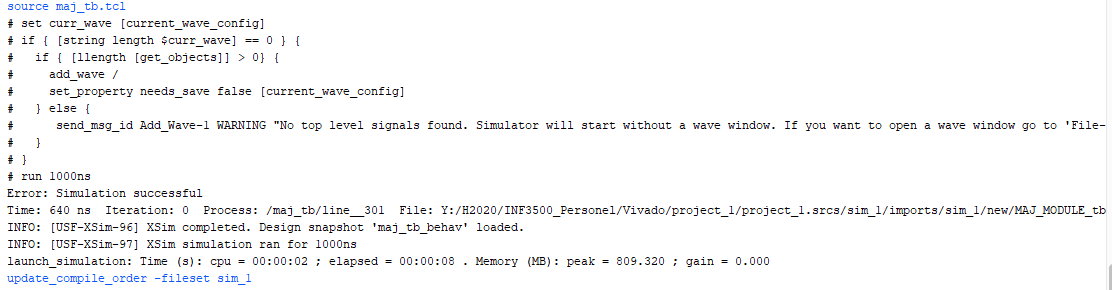 source maj_tb.tcl
# set curr_wave [current_wave_config]
# if { [string length $curr_wave] == 0 } {
#   if { [llength [get_objects]] > 0} {
#     add_wave /
#     set_property needs_save false [current_wave_config]
#   } else {
#      send_msg_id Add_Wave-1 WARNING "No top level signals found. Simulator will start without a wave window. If you want to open a wave window go to 'File-
#   }
# }
# run 1000ns
Error: Simulation successful
Time: 640 ns  Iteration: 0  Process: /maj_tb/line__301  File: Y:/H2020/INF3500_Personel/Vivado/project_1/project_1.srcs/sim_1/imports/sim_1/new/MAJ_MODULE_tb
INFO: [USF-XSim-96] XSim completed. Design snapshot 'maj_tb_behav' loaded.
INFO: [USF-XSim-97] XSim simulation ran for 1000ns
launch_simulation: Time (s): cpu = 00:00:02 ; elapsed = 00:00:08 . Memory (MB): peak = 809.320 ; gain = 0.000
update_compile_order -fileset sim_1